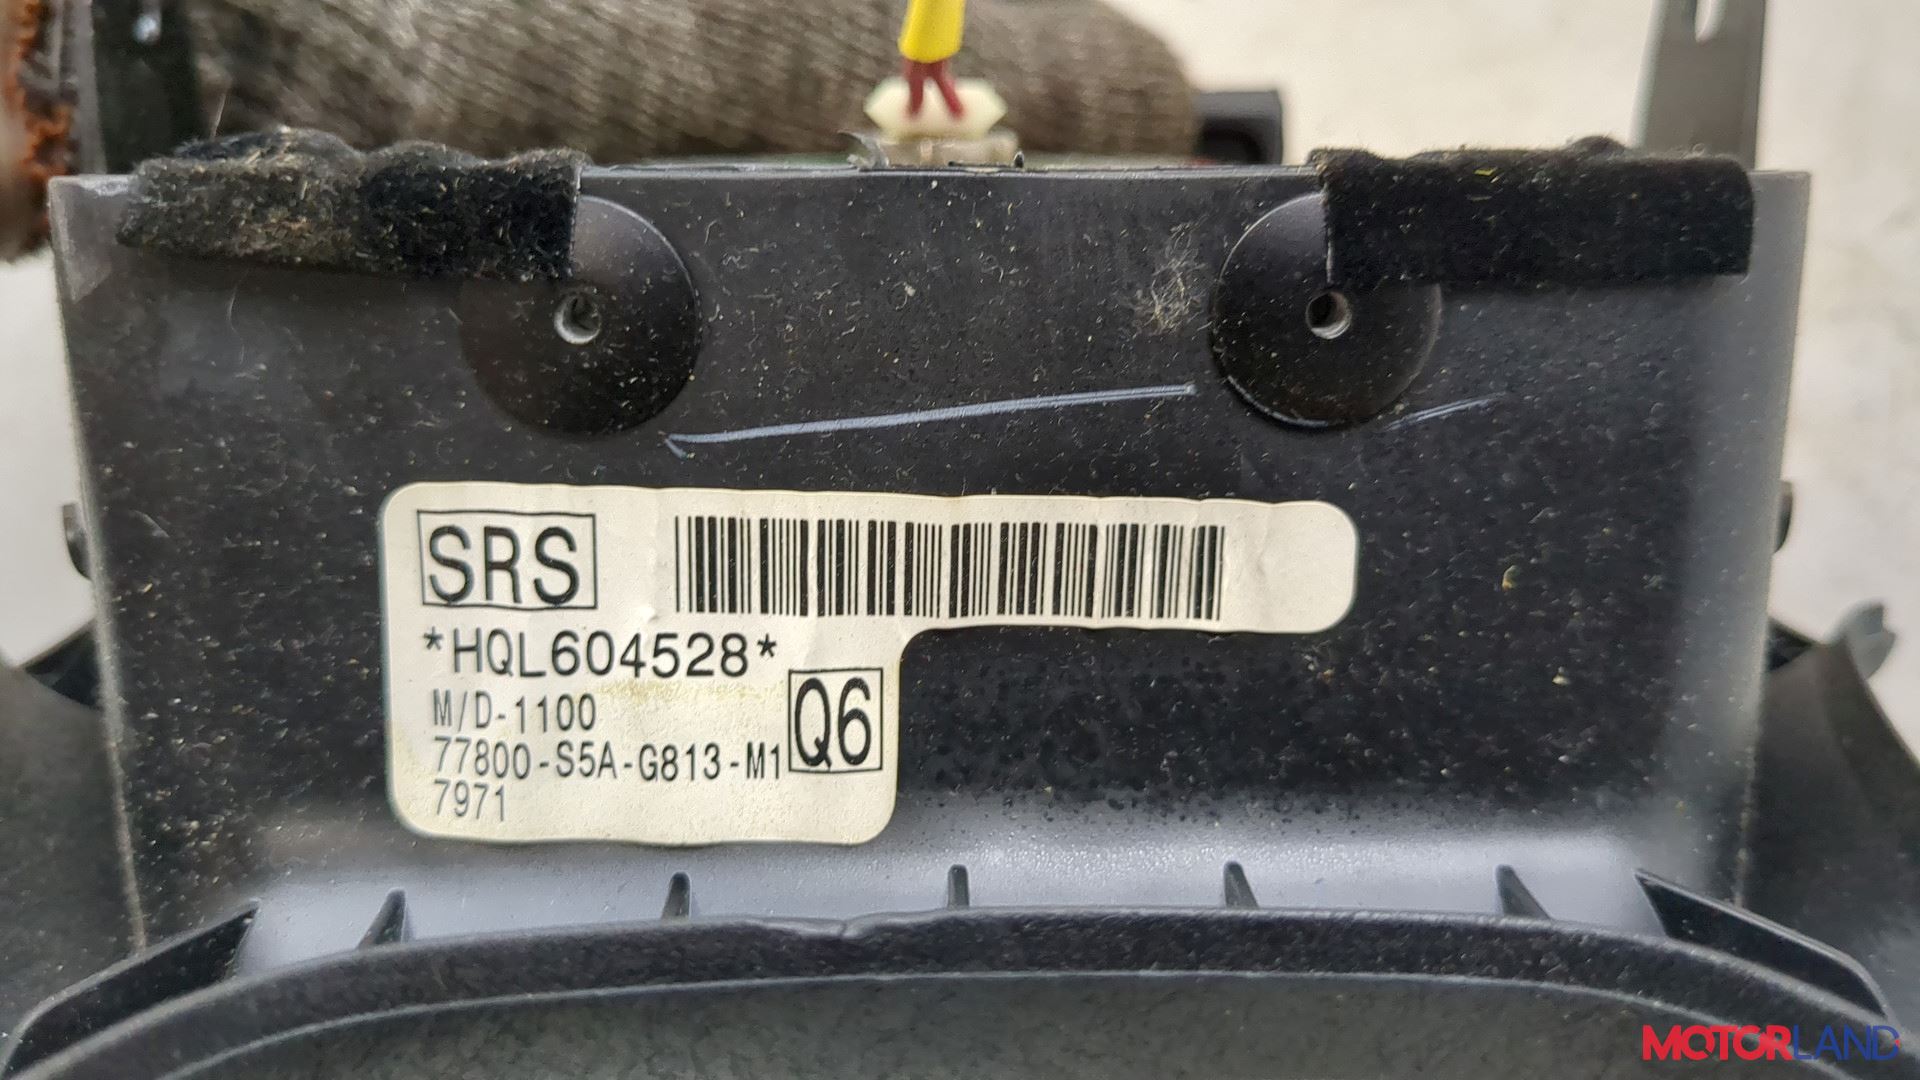 SRS
*HQL604528*
M/D-1100
Q6
77800-S5A-G813-M1
7971
MOTORLAND